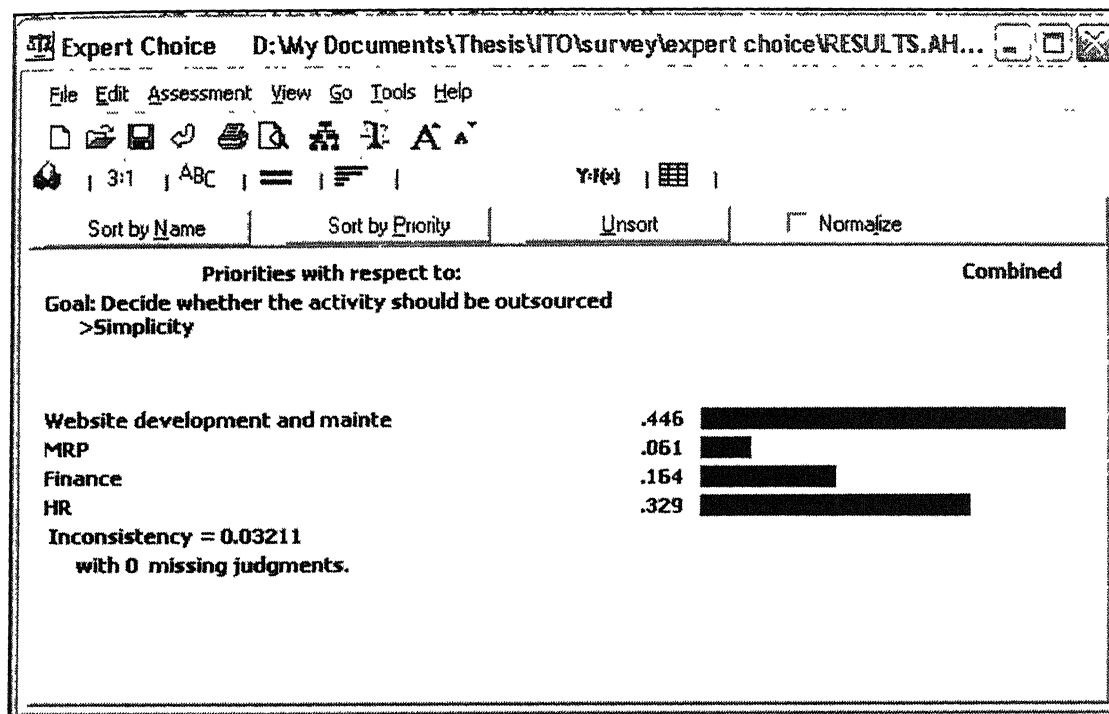 Expert Choice D:\My Documents\Thesis\ITO\survey\expert choice\RESULTS.AH...
File Edit Assessment View Go Tools Help
3:1 ABC Y=f(x)
Sort by Name Sort by Priority Unsort Normalize
Priorities with respect to: Combined
Goal: Decide whether the activity should be outsourced
>Simplicity
Website development and mainte .446
MRP .061
Finance .164
HR .329
Inconsistency = 0.03211
with 0 missing judgments.